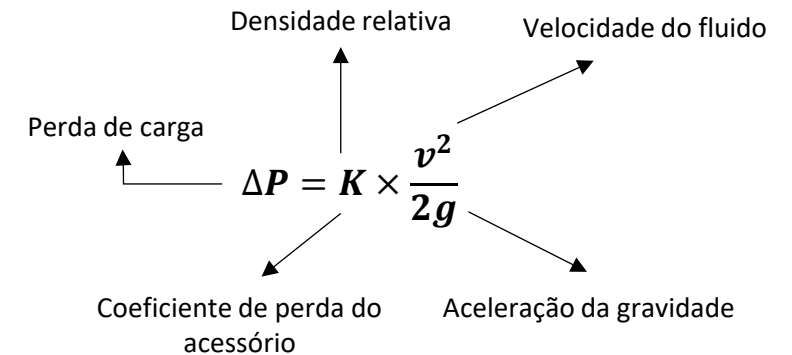 Densidade relativa
Velocidade do fluido
Perda de carga
ΔP = K × v²/2g
Coeficiente de perda do
acessório
Aceleração da gravidade